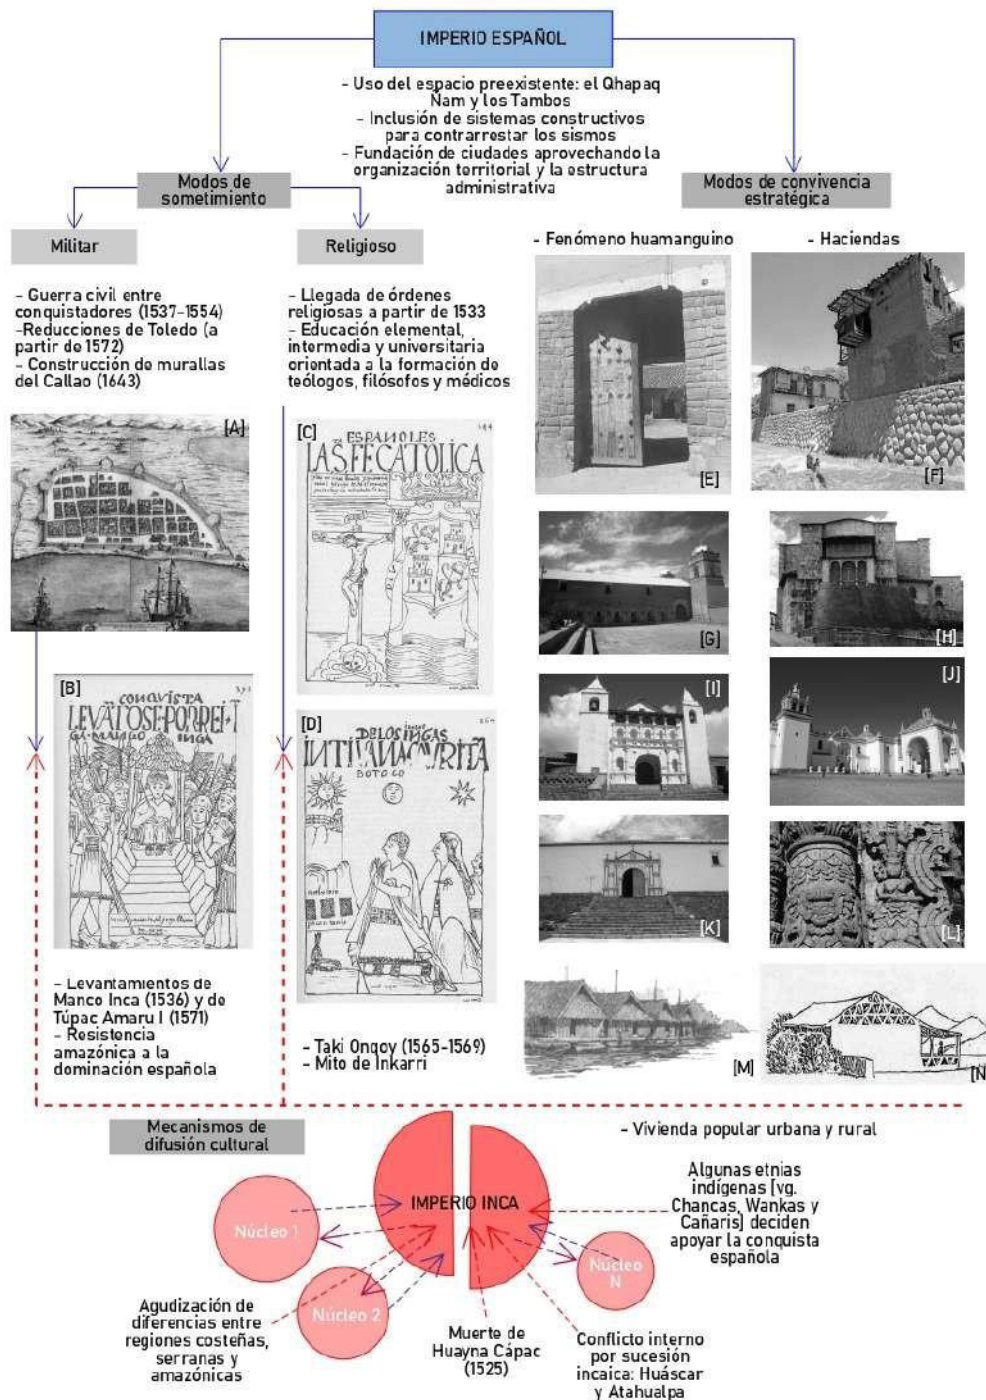 IMPERIO ESPAÑOL
- Uso del espacio preexistente: el Qhapaq
Ñam y los Tambos
- Inclusión de sistemas constructivos
para contrarrestar los sismos
- Fundación de ciudades aprovechando la
organización territorial y la estructura
administrativa
Modos de
sometimiento
Modos de convivencia
estratégica
Militar
Religioso
- Guerra civil entre
conquistadores (1537-1554)
-Reducciones de Toledo (a
partir de 1572)
- Construcción de murallas
del Callao (1643)
- Llegada de órdenes
religiosas a partir de 1533
- Educación elemental,
intermedia y universitaria
orientada a la formación de
teólogos, filósofos y médicos
- Fenómeno huamanguino
- Haciendas
[A]
[C]
ESPAÑOLES
LAS FE CATOLICA
[E]
[F]
[G]
[H]
[B]
CONQVISTA
[D]
DE LOS INGAS
[I]
[J]
[K]
[L]
[M]
[N]
- Levantamientos de
Manco Inca (1536) y de
Túpac Amaru I (1571)
- Resistencia
amazónica a la
dominación española
- Taki Onqoy (1565-1569)
- Mito de Inkarri
- Vivienda popular urbana y rural
Mecanismos de
difusión cultural
IMPERIO INCA
Núcleo 1
Núcleo 2
Núcleo
N
Algunas etnias
indígenas [vg.
Chancas, Wankas y
Cañaris] deciden
apoyar la conquista
española
Agudización de
diferencias entre
regiones costeñas,
serranas y
amazónicas
Muerte de
Huayna Cápac
(1525)
Conflicto interno
por sucesión
incaica: Huáscar
y Atahualpa